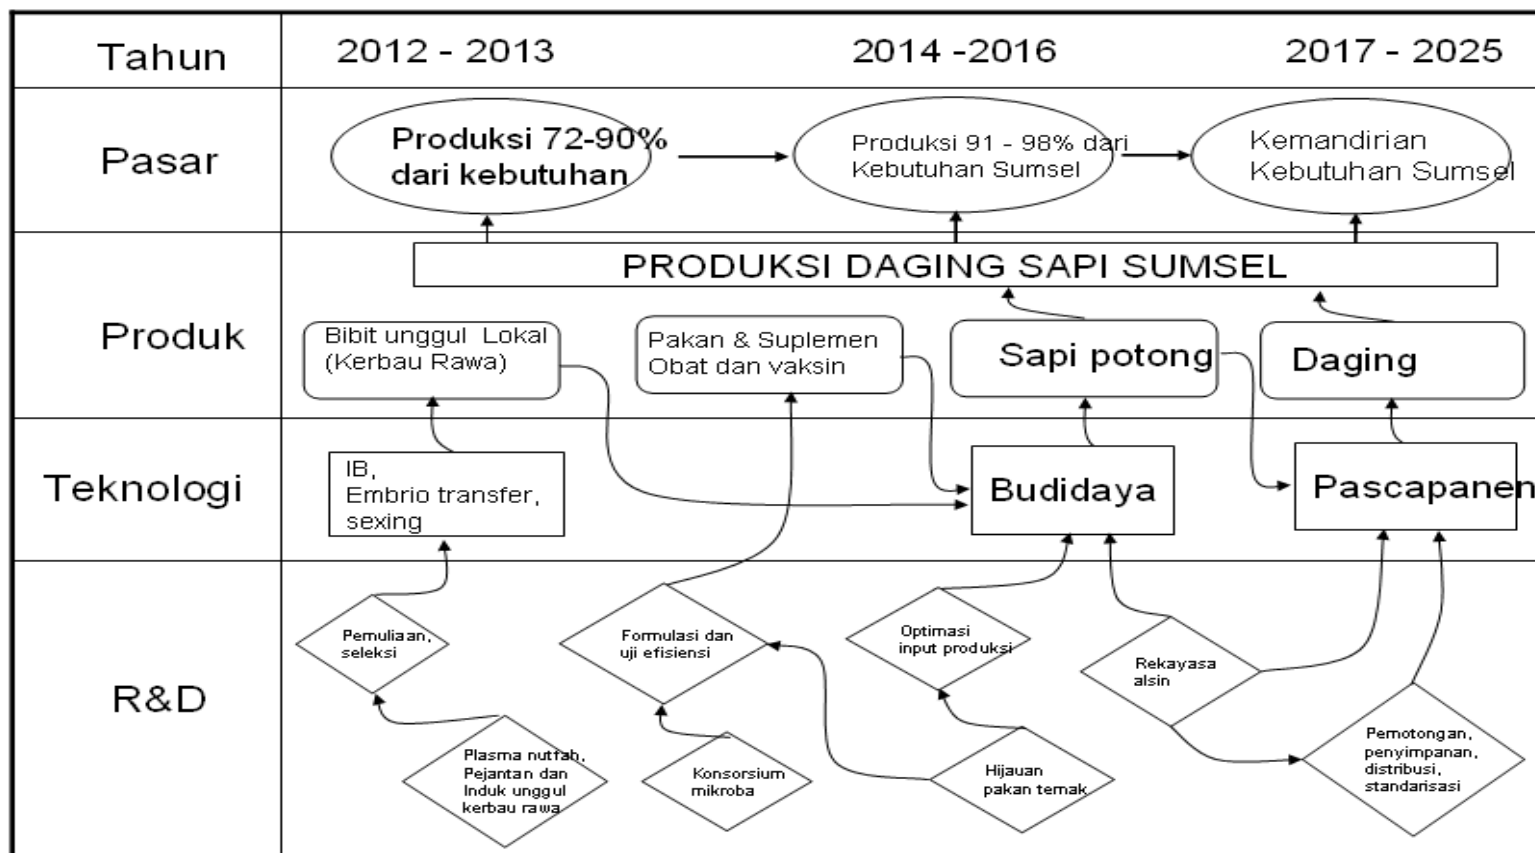 Tahun
2012 - 2013
2014 -2016
2017 - 2025
Pasar
Produksi 72-90%
dari kebutuhan
Produksi 91 - 98% dari
Kebutuhan Sumsel
Kemandirian
Kebutuhan Sumsel
Produk
PRODUKSI DAGING SAPI SUMSEL
Bibit unggul Lokal
(Kerbau Rawa)
Pakan & Suplemen
Obat dan vaksin
Sapi potong
Daging
Teknologi
IB,
Embrio transfer,
sexing
Budidaya
Pascapanen
R&D
Pemuliaan,
seleksi
Formulasi dan
uji efisiensi
Optimasi
input produksi
Rekayasa
alsin
Plasma nutfah,
Pejantan dan
Induk unggul
kerbau rawa
Konsorsium
mikroba
Hijauan
pakan ternak
Pemotongan,
penyimpanan,
distribusi,
standarisasi